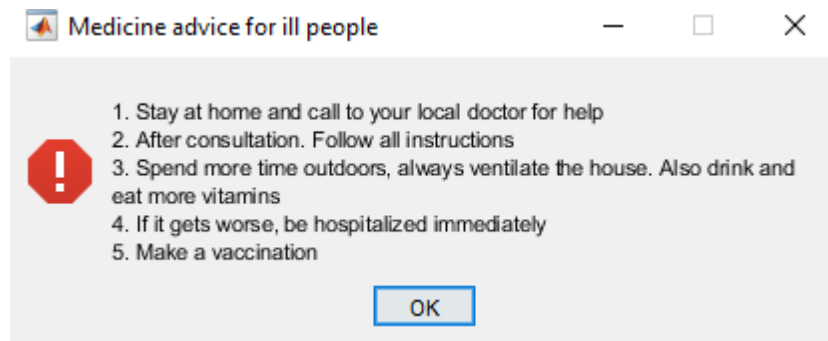 Medicine advice for ill people
1. Stay at home and call to your local doctor for help
2. After consultation. Follow all instructions
3. Spend more time outdoors, always ventilate the house. Also drink and
eat more vitamins
4. If it gets worse, be hospitalized immediately
5. Make a vaccination
OK